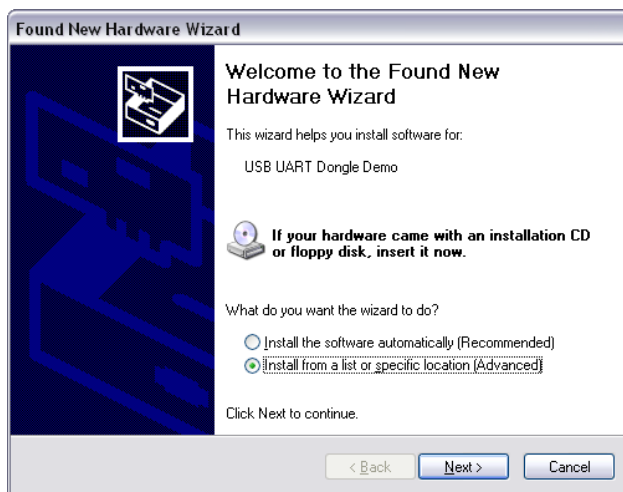 Found New Hardware Wizard
Welcome to the Found New
Hardware Wizard
This wizard helps you install software for:
USB UART Dongle Demo
If your hardware came with an installation CD
or floppy disk, insert it now.
What do you want the wizard to do?
Install the software automatically (Recommended)
Install from a list or specific location (Advanced)
Click Next to continue.
< Back
Next >
Cancel